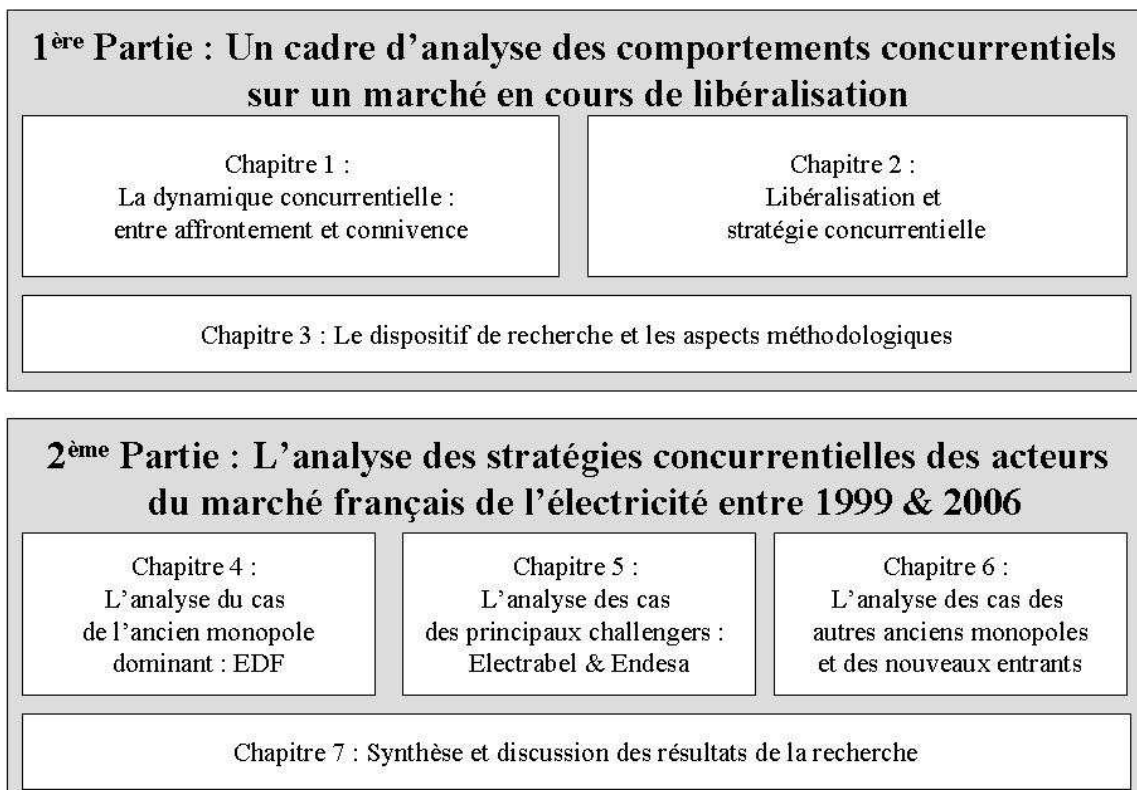 1ère Partie : Un cadre d’analyse des comportements concurrentiels
sur un marché en cours de libéralisation
Chapitre 1 :
La dynamique concurrentielle :
entre affrontement et connivence
Chapitre 2 :
Libéralisation et
stratégie concurrentielle
Chapitre 3 : Le dispositif de recherche et les aspects méthodologiques
2ème Partie : L’analyse des stratégies concurrentielles des acteurs
du marché français de l’électricité entre 1999 & 2006
Chapitre 4 :
L’analyse du cas
de l’ancien monopole
dominant : EDF
Chapitre 5 :
L’analyse des cas
des principaux challengers :
Electrabel & Endesa
Chapitre 6 :
L’analyse des cas des
autres anciens monopoles
et des nouveaux entrants
Chapitre 7 : Synthèse et discussion des résultats de la recherche